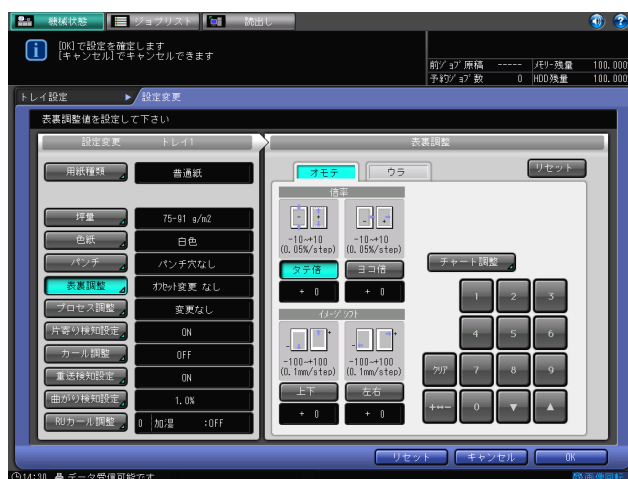 機械状態 ジョブリスト 読出し
[OK]で設定を確定します
[キャンセル]でキャンセルできます
前ジョブ原稿 ----- メモリー残量 100.000
予約ジョブ数 0 HDD残量 100.000
トレイ設定 設定変更
表裏調整値を設定して下さい
設定変更 トレイ1 表裏調整
用紙種類 普通紙
オモテ ウラ リセット
倍率
坪量 75-91 g/m2
-10~+10 -10~+10
(0.05%/step) (0.05%/step)
色紙 白色
パンチ パンチ穴なし
タテ倍 ヨコ倍 チャート調整
表裏調整 オフセット変更 なし
+ 0 + 0
1 2 3
プロセス調整 変更なし
イメージシフト
片寄り検知設定 ON
4 5 6
カール調整 OFF
-100~+100 -100~+100
(0.1mm/step) (0.1mm/step)
クリア 7 8 9
重送検知設定 ON
上下 左右
曲がり検知設定 1.0%
+⇔- 0 ▼ ▲
+ 0 + 0
RUカール調整 0 加湿 :OFF
リセット キャンセル OK
14:30 データ受信可能です 画像回転